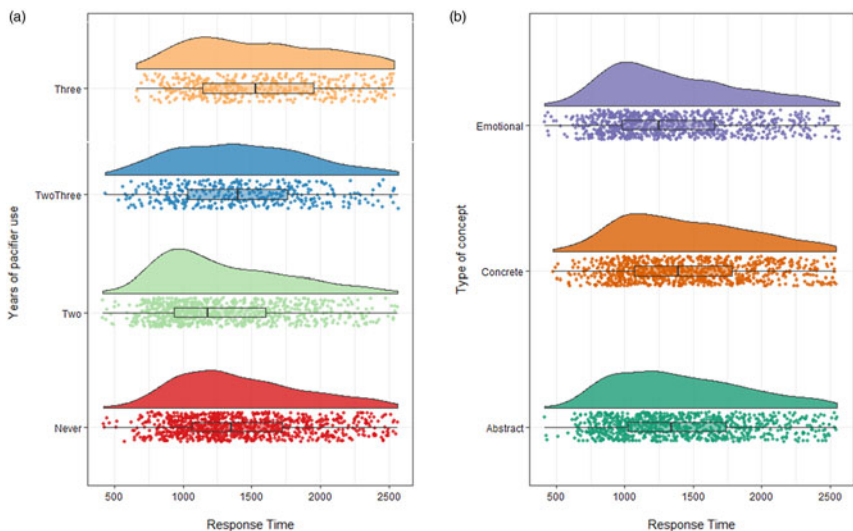 (a)
Years of pacifier use
Three
TwoThree
Two
Never
500 1000 1500 2000 2500
Response Time
(b)
Type of concept
Emotional
Concrete
Abstract
500 1000 1500 2000 2500
Response Time